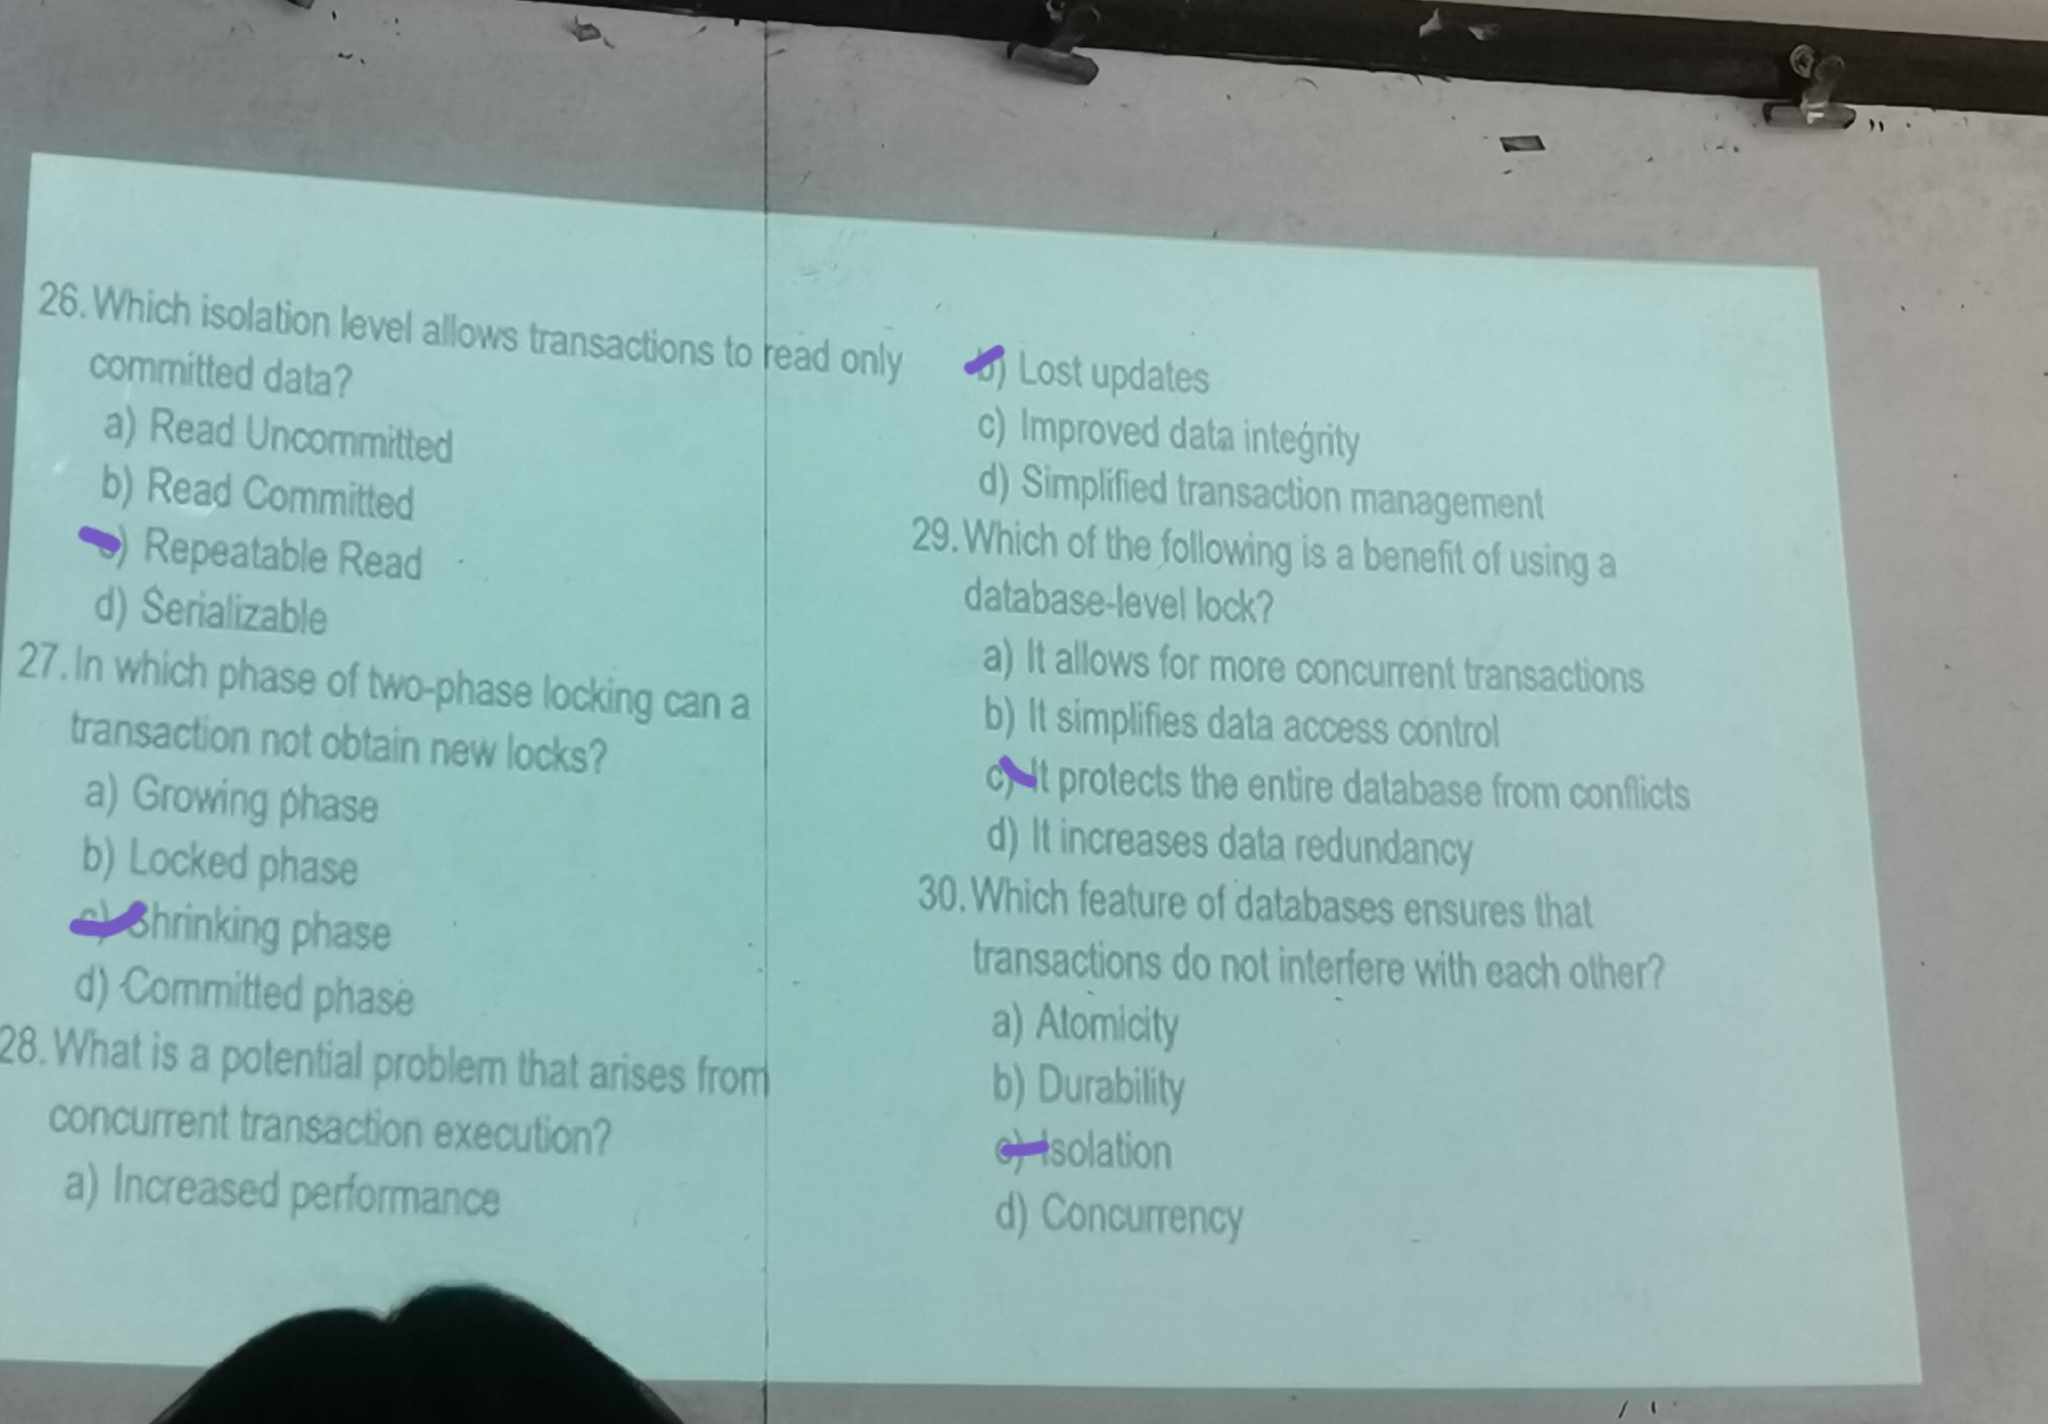 26. Which isolation level allows transactions to read only
committed data?
a) Read Uncommitted
b) Read Committed
c) Repeatable Read
d) Serializable
27. In which phase of two-phase locking can a
transaction not obtain new locks?
a) Growing phase
b) Locked phase
c) Shrinking phase
d) Committed phase
28. What is a potential problem that arises from
concurrent transaction execution?
a) Increased performance
b) Lost updates
c) Improved data integrity
d) Simplified transaction management
29. Which of the following is a benefit of using a
database-level lock?
a) It allows for more concurrent transactions
b) It simplifies data access control
c) It protects the entire database from conflicts
d) It increases data redundancy
30. Which feature of databases ensures that
transactions do not interfere with each other?
a) Atomicity
b) Durability
c) Isolation
d) Concurrency